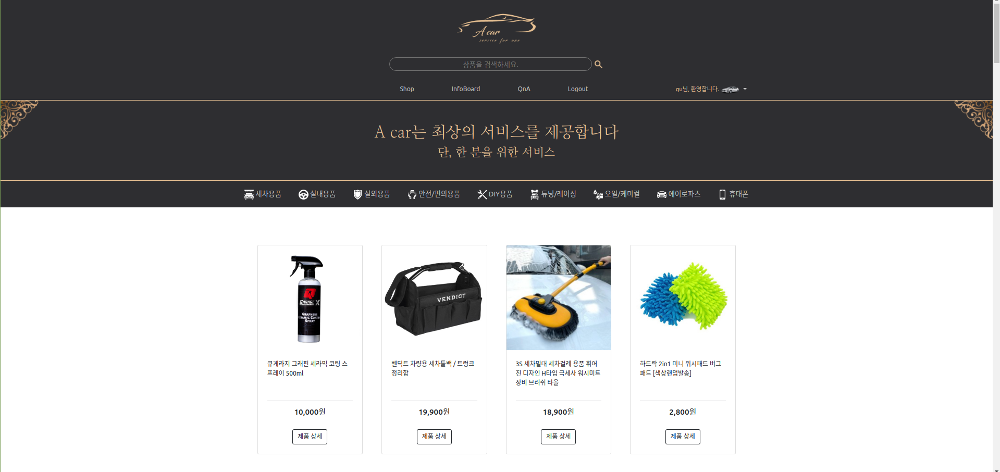 A car
service for one
상품을 검색하세요.
Shop InfoBoard QnA Logout gu님, 환영합니다.
A car는 최상의 서비스를 제공합니다
단, 한 분을 위한 서비스
세차용품 실내용품 실외용품 안전/편의용품 DIY용품 튜닝/레이싱 오일/케미컬 에어로파츠 휴대폰
GARAGE X
GRAPHENE
CERAMIC COATING
SPRAY
VENDICT
큐게라지 그래핀 세라믹 코팅 스
프레이 500ml
10,000원
제품 상세
벤딕트 차량용 세차툴백 / 트렁크
정리함
19,900원
제품 상세
3S 세차밀대 세차걸레 용품 휘어
진 디자인 H타입 극세사 워시미트
장비 브러쉬 타올
18,900원
제품 상세
하드락 2in1 미니 워시패드 버그
패드 [색상랜덤발송]
2,800원
제품 상세